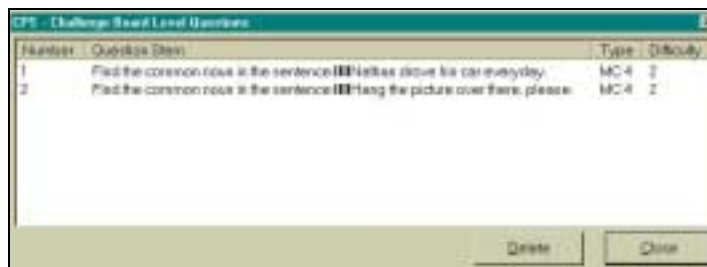 CPS - Challenge Board Level Questions
Number Question Stem Type Difficulty
1 Find the common noun in the sentence Nathan drove his car everyday. MC 4 2
2 Find the common noun in the sentence Hang the picture over there, please. MC 4 2
Delete Close